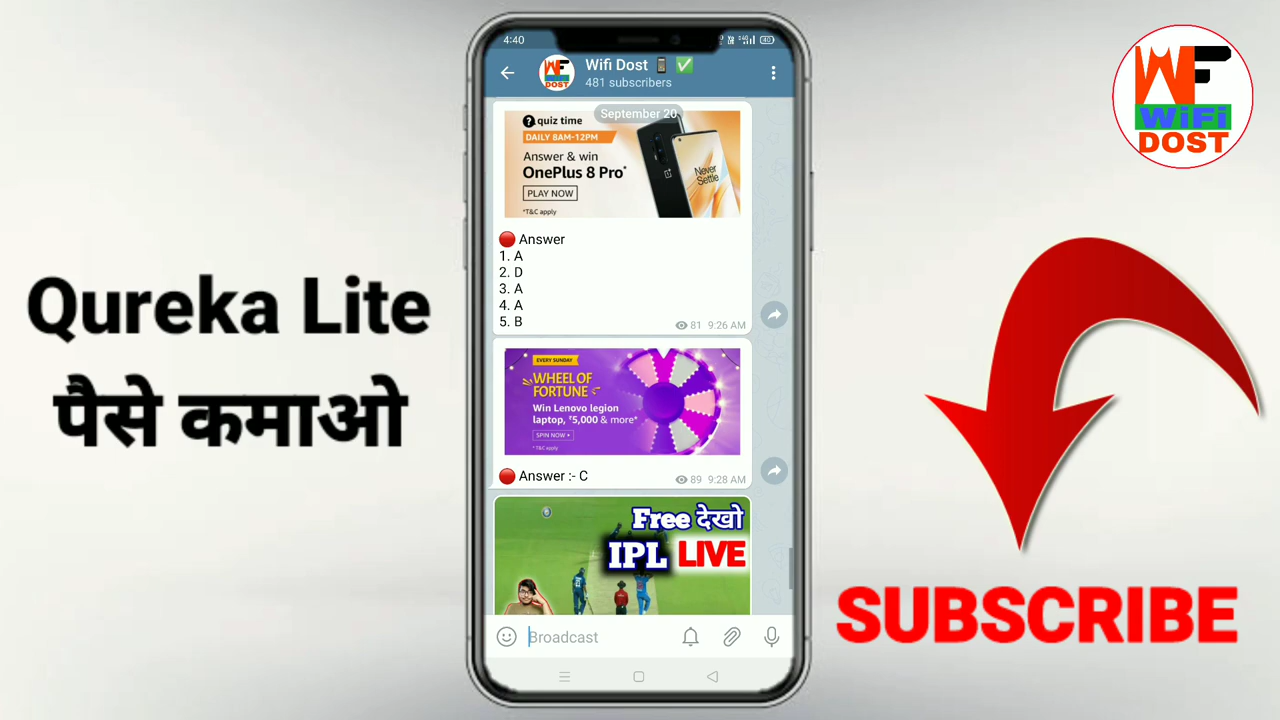 Qureka Lite
पैसे कमाओ
4:40
40
Wifi Dost
481 subscribers
September 20
? quiz time
DAILY 8AM-12PM
Answer & win
OnePlus 8 Pro*
PLAY NOW
*T&C apply
Never
Settle
Answer
1. A
2. D
3. A
4. A
5. B
81 9:26 AM
EVERY SUNDAY
WHEEL OF
FORTUNE
Win Lenovo legion
laptop, ₹5,000 & more*
SPIN NOW
*T&C apply
Answer :- C
89 9:28 AM
Free देखो
IPL LIVE
Broadcast
WF
WiFi
DOST
SUBSCRIBE